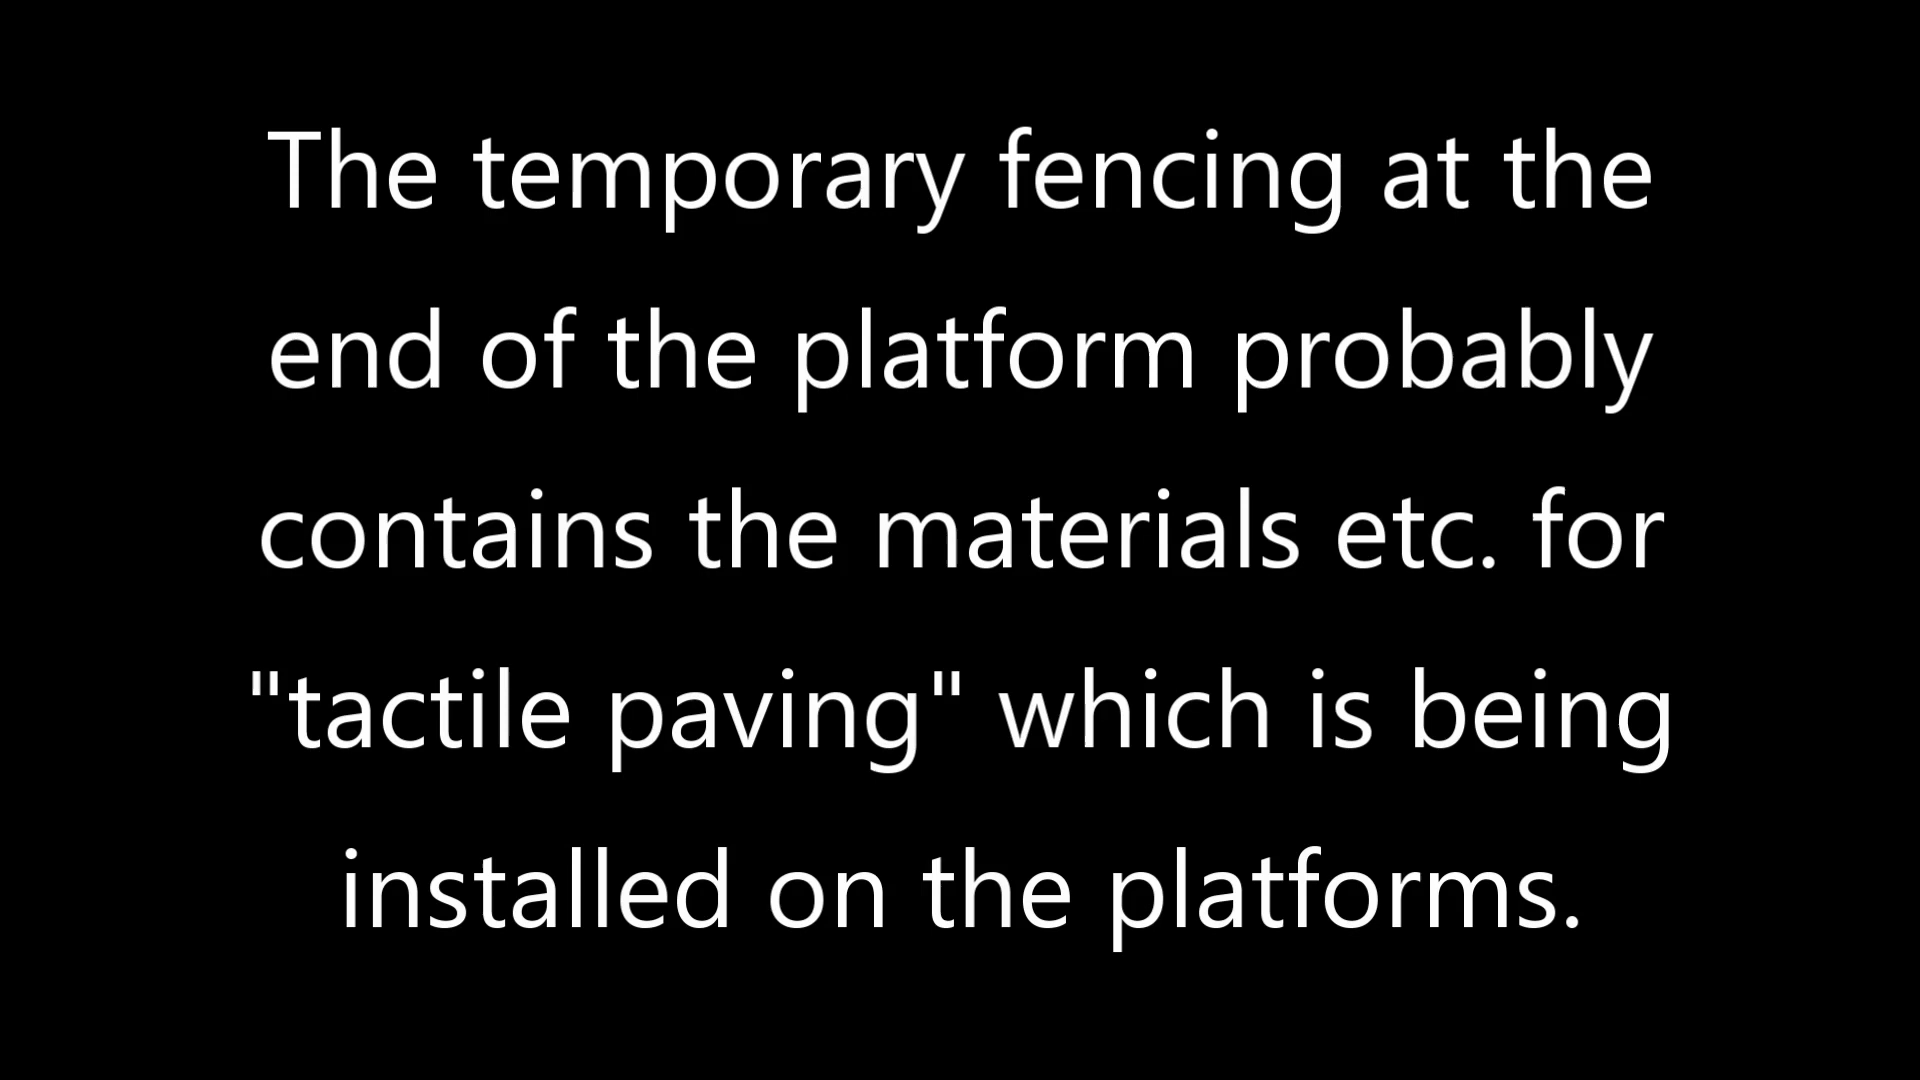 The temporary fencing at the
end of the platform probably
contains the materials etc. for
"tactile paving" which is being
installed on the platforms.